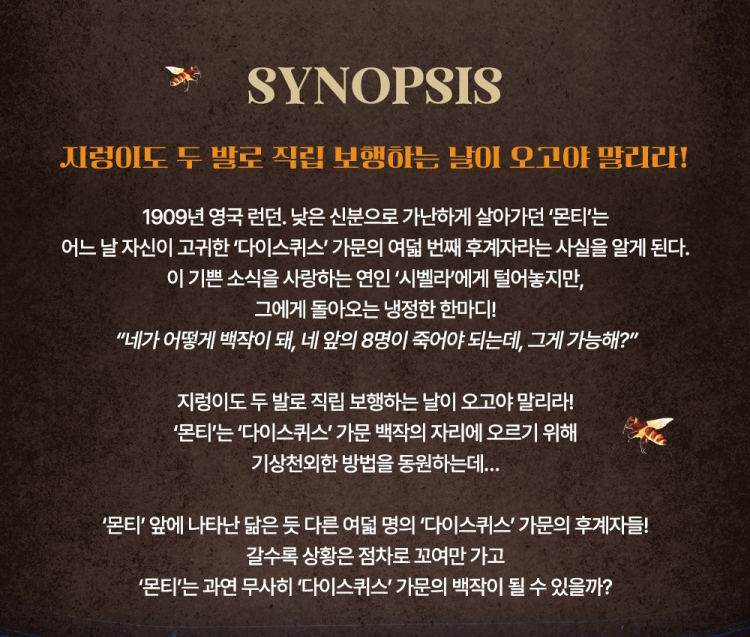 SYNOPSIS
지렁이도 두 발로 직립 보행하는 날이 오고야 말리라!
1909년 영국 런던. 낮은 신분으로 가난하게 살아가던 ‘몬티’는
어느 날 자신이 고귀한 ‘다이스퀴스’ 가문의 여덟 번째 후계자라는 사실을 알게 된다.
이 기쁜 소식을 사랑하는 연인 ‘시벨라’에게 털어놓지만,
그에게 돌아오는 냉정한 한마디!
“네가 어떻게 백작이 돼, 네 앞의 8명이 죽어야 되는데, 그게 가능해?”
지렁이도 두 발로 직립 보행하는 날이 오고야 말리라!
‘몬티’는 ‘다이스퀴스’ 가문 백작의 자리에 오르기 위해
기상천외한 방법을 동원하는데...
‘몬티’ 앞에 나타난 닮은 듯 다른 여덟 명의 ‘다이스퀴스’ 가문의 후계자들!
갈수록 상황은 점차로 꼬여만 가고
‘몬티’는 과연 무사히 ‘다이스퀴스’ 가문의 백작이 될 수 있을까?